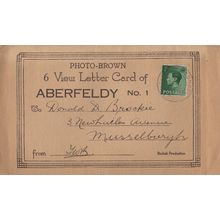 PHOTO-BROWN
6 View Letter Card of
ABERFELDY No. 1
To Donald D. Brookie
3 Newhailes Avenue
Musselburgh
from
British Production